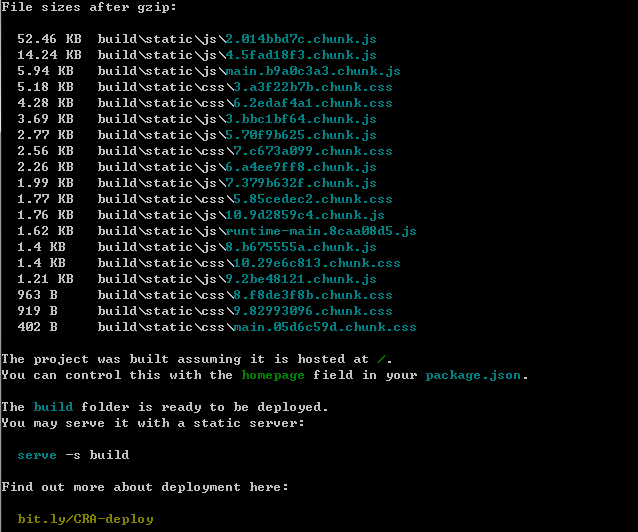 File sizes after gzip:
52.46 KB build\static\js\2.014bbd7c.chunk.js
14.24 KB build\static\js\4.5fad18f3.chunk.js
5.94 KB build\static\js\main.b9a0c3a3.chunk.js
5.18 KB build\static\css\3.a3f22b7b.chunk.css
4.28 KB build\static\css\6.2edaf4a1.chunk.css
3.69 KB build\static\js\3.bbc1bf64.chunk.js
2.77 KB build\static\js\5.70f9b625.chunk.js
2.56 KB build\static\css\7.c673a099.chunk.css
2.26 KB build\static\js\6.a4ee9ff8.chunk.js
1.99 KB build\static\js\7.379b632f.chunk.js
1.77 KB build\static\css\5.85cedec2.chunk.css
1.76 KB build\static\js\10.9d2859c4.chunk.js
1.62 KB build\static\js\runtime-main.8caa08d5.js
1.4 KB build\static\js\8.b675555a.chunk.js
1.4 KB build\static\css\10.29e6c813.chunk.css
1.21 KB build\static\js\9.2be48121.chunk.js
963 B build\static\css\8.f8de3f8b.chunk.css
919 B build\static\css\9.82993096.chunk.css
402 B build\static\css\main.05d6c59d.chunk.css
The project was built assuming it is hosted at /.
You can control this with the homepage field in your package.json.
The build folder is ready to be deployed.
You may serve it with a static server:
serve -s build
Find out more about deployment here:
bit.ly/CRA-deploy